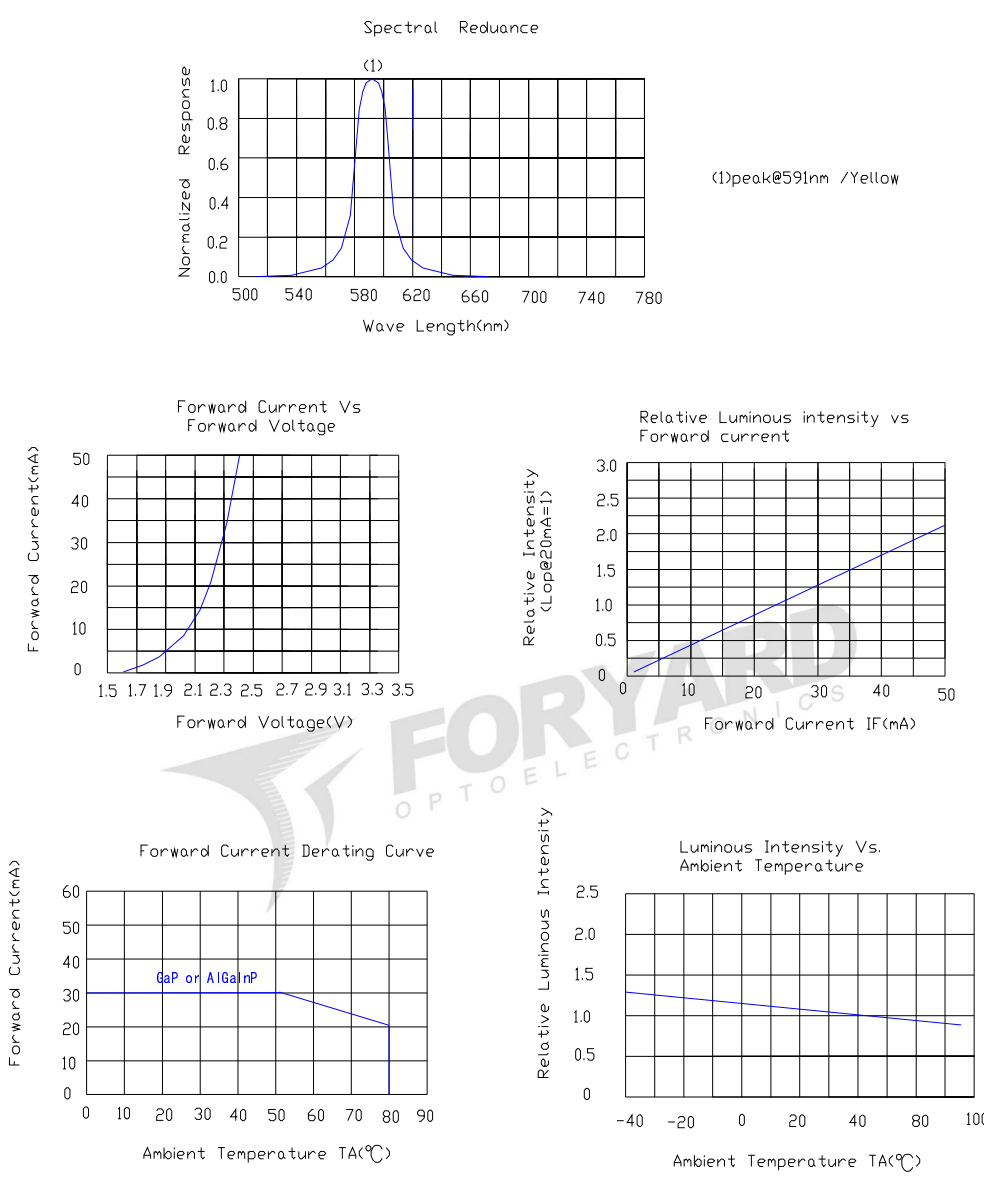 Spectral Reduance
(1)
Normalized Response
1.0
0.8
0.6
0.4
0.2
0.0
500 540 580 620 660 700 740 780
Wave Length(nm)
(1)peak@591nm /Yellow
Forward Current Vs
Forward Voltage
Forward Current(mA)
50
40
30
20
10
0
1.5 1.7 1.9 2.1 2.3 2.5 2.7 2.9 3.1 3.3 3.5
Forward Voltage(V)
Relative Luminous intensity vs
Forward current
Relative Intensity
(Lop@20mA=1)
3.0
2.5
2.0
1.5
1.0
0.5
0
0 10 20 30 40 50
Forward Current IF(mA)
FORYARD
OPTOELECTRONICS
Forward Current Derating Curve
Forward Current(mA)
60
50
40
30
20
10
0
GaP or AlGaInP
0 10 20 30 40 50 60 70 80 90
Ambient Temperature TA(℃)
Luminous Intensity Vs.
Ambient Temperature
Relative Luminous Intensity
2.5
2.0
1.5
1.0
0.5
0
-40 -20 0 20 40 80 100
Ambient Temperature TA(℃)